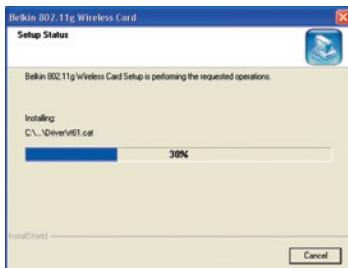 Belkin 802.11g Wireless Card
Setup Status
Belkin 802.11g Wireless Card Setup is performing the requested operations.
Installing:
C:\...\Driver\rt61.cat
30%
InstallShield
Cancel